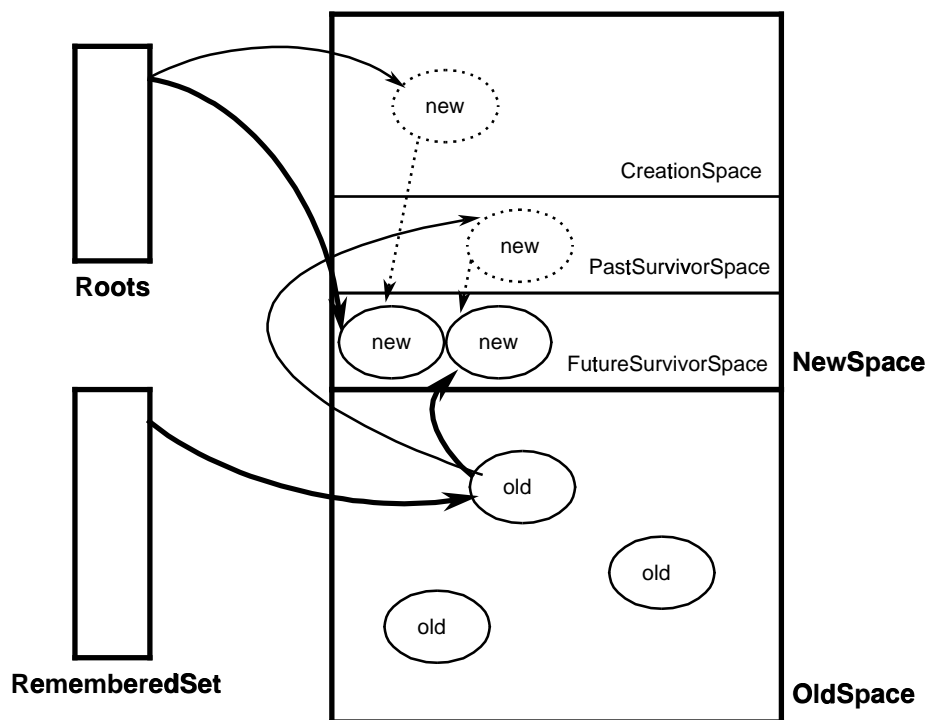 new
CreationSpace
new
PastSurvivorSpace
Roots
new
new
FutureSurvivorSpace
NewSpace
old
old
old
RememberedSet
OldSpace